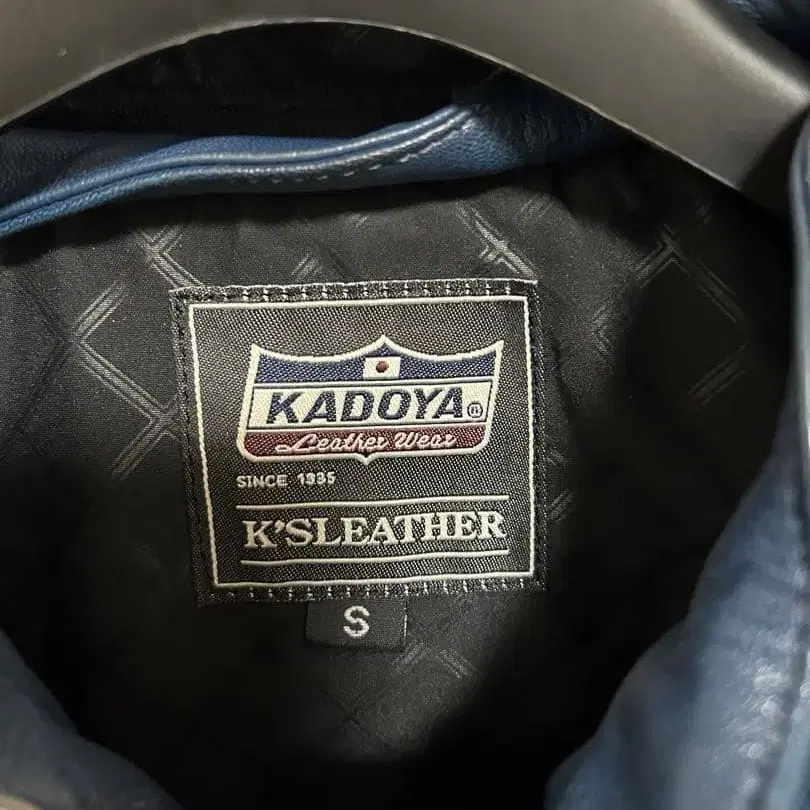 KADOYA®
Leather Wear
SINCE 1935
K'SLEATHER
S